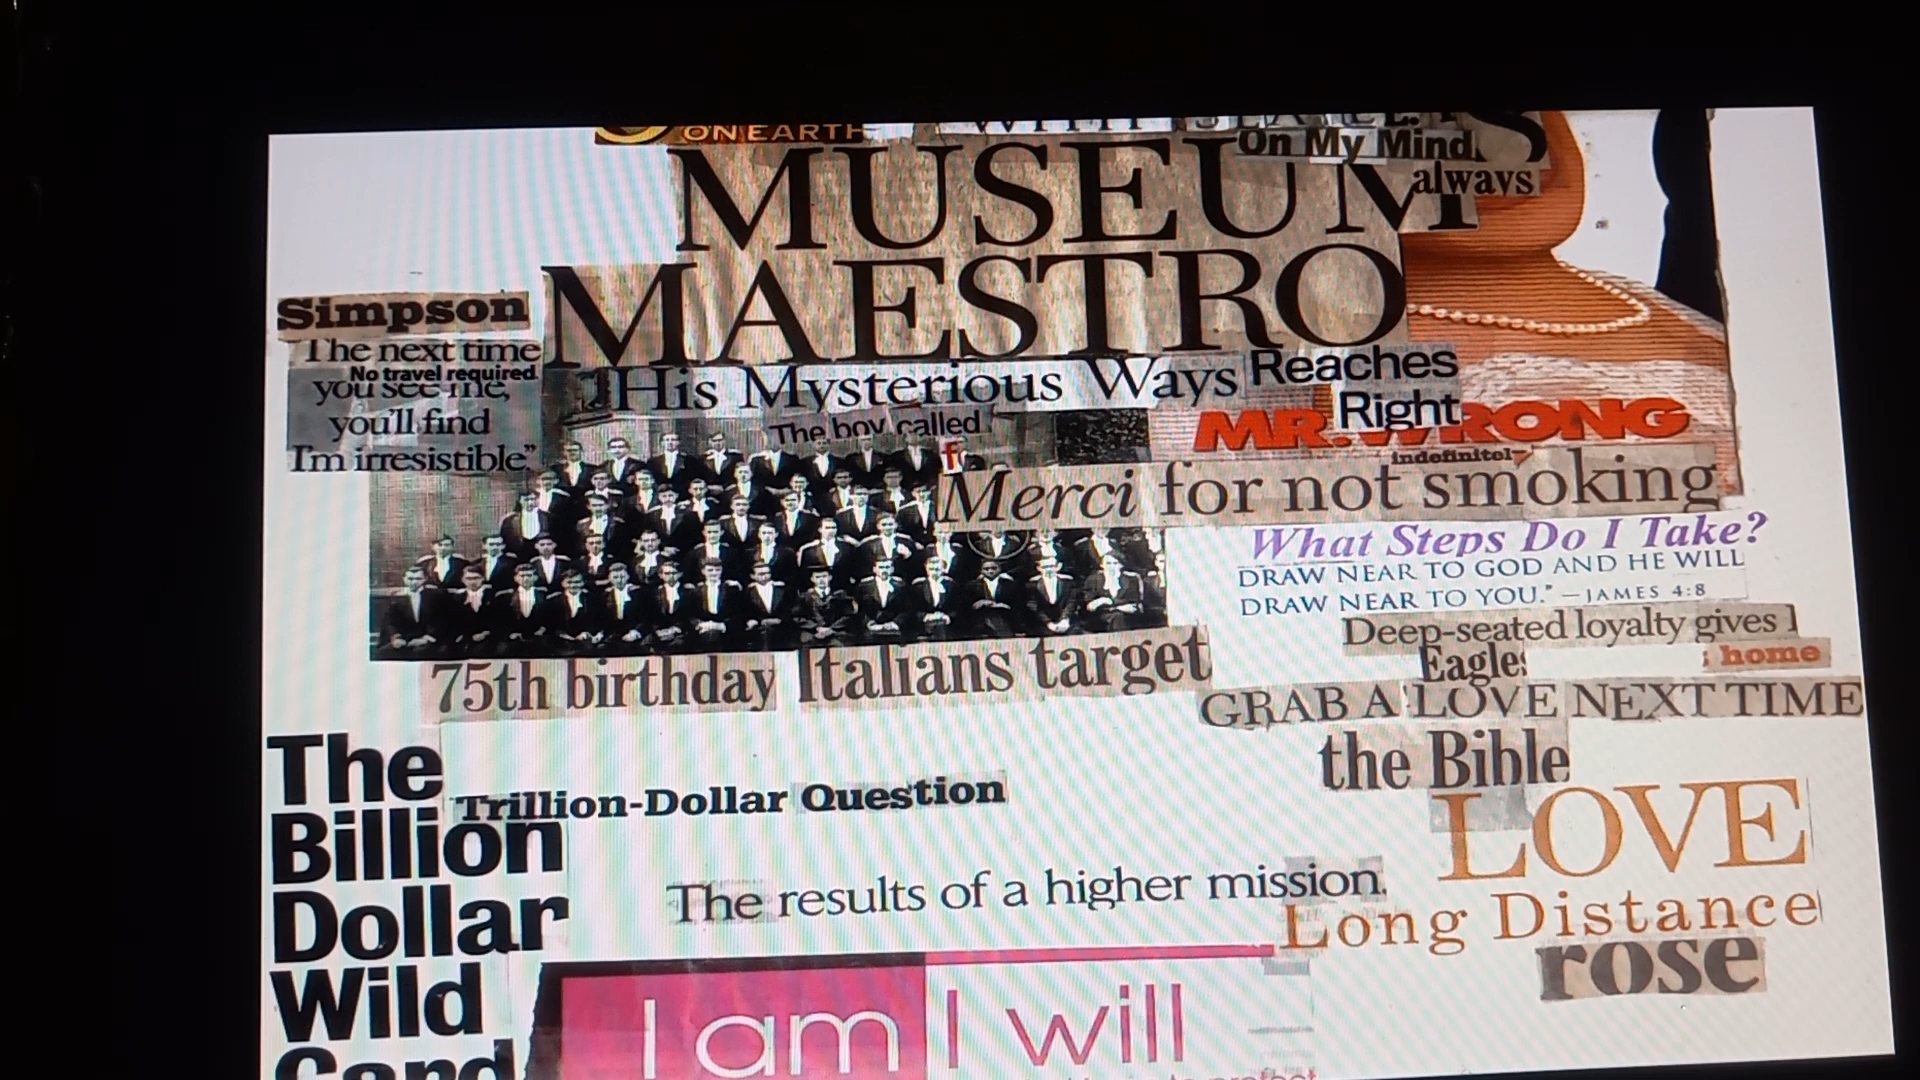 ON EARTH
On My Mind
always
MUSEUM
MAESTRO
Simpson
The next time
No travel required
you see me,
you'll find
I'm irresistible"
His Mysterious Ways
Reaches
Right
MR. WRONG
The boy called
indefinitely
Merci for not smoking
What Steps Do I Take?
DRAW NEAR TO GOD AND HE WILL
DRAW NEAR TO YOU." —JAMES 4:8
Deep-seated loyalty gives
Eagles
home
75th birthday Italians target
GRAB A LOVE NEXT TIME
the Bible
LOVE
Long Distance
rose
The
Billion
Dollar
Wild
Trillion-Dollar Question
The results of a higher mission.
I am I will